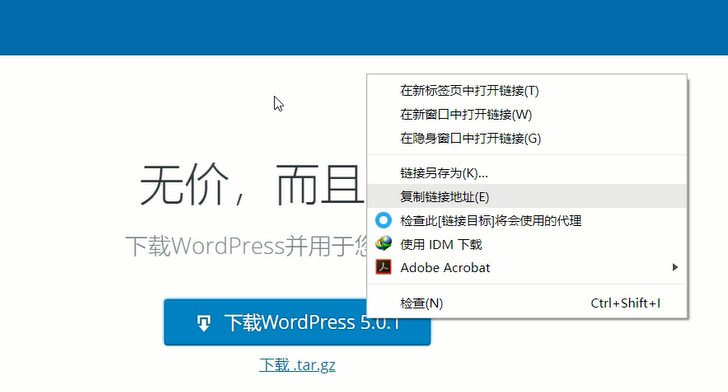 在新标签页中打开链接(T)
在新窗口中打开链接(W)
在隐身窗口中打开链接(G)
链接另存为(K)...
复制链接地址(E)
检查此[链接目标]将会使用的代理
使用 IDM 下载
Adobe Acrobat
检查(N) Ctrl+Shift+I
无价，而且
下载WordPress并用于您
下载WordPress 5.0.1
下载 .tar.gz